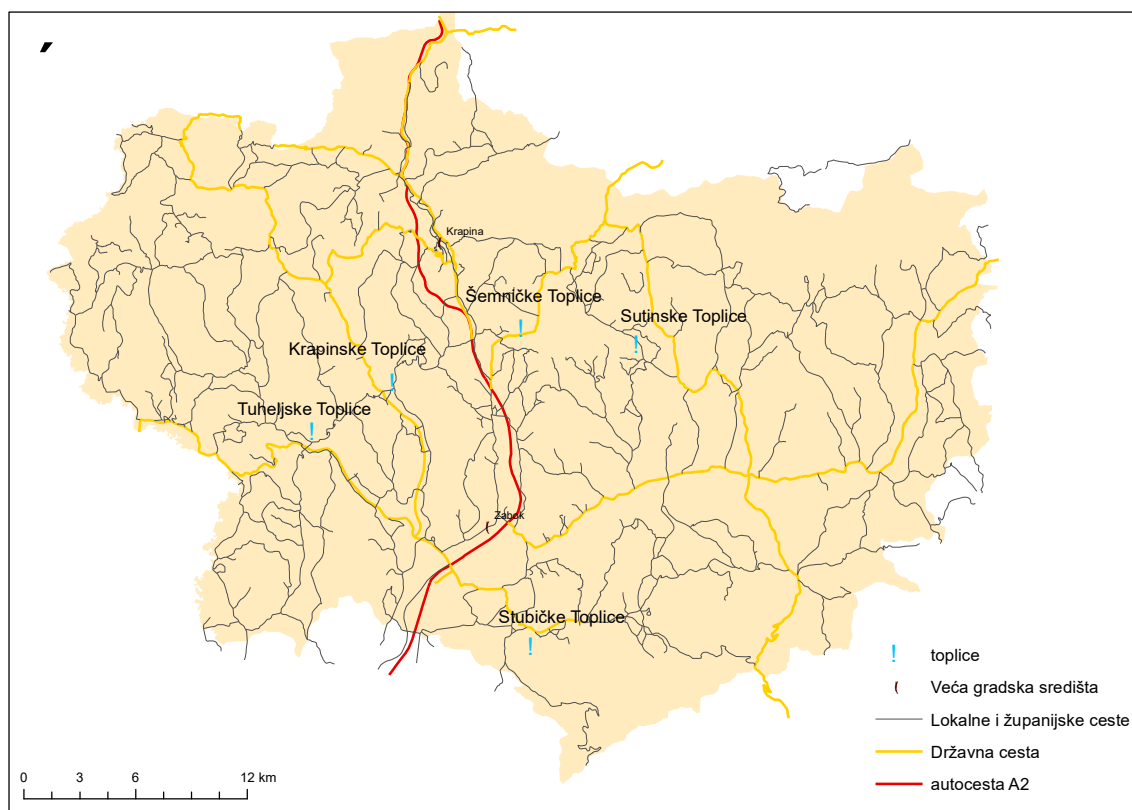 Krapina
Šemničke Toplice
Sutinske Toplice
Krapinske Toplice
Tuheljske Toplice
Zabok
Stubičke Toplice
toplice
Veća gradska središta
Lokalne i županijske ceste
Državna cesta
autocesta A2
0 3 6 12 km